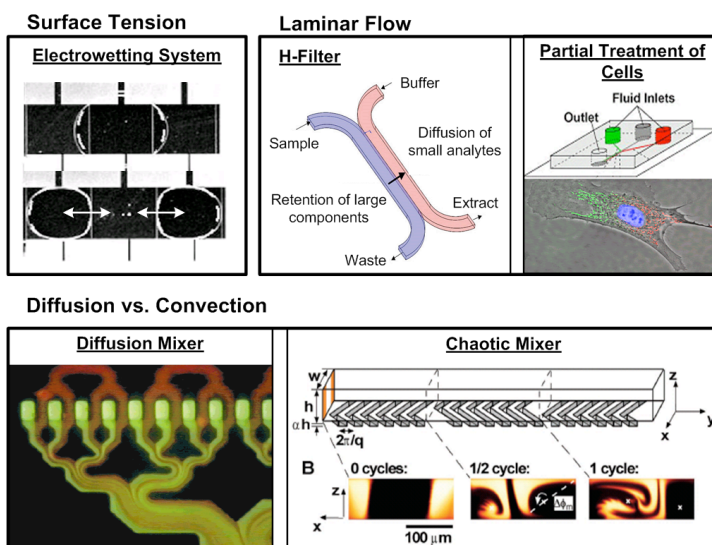 Surface Tension
Laminar Flow
Electrowetting System
H-Filter
Buffer
Sample
Diffusion of
small analytes
Retention of large
components
Extract
Waste
Partial Treatment of
Cells
Fluid Inlets
Outlet
Diffusion vs. Convection
Diffusion Mixer
Chaotic Mixer
w
h
αh
2π/q
z
y
x
B
0 cycles:
1/2 cycle:
1 cycle:
z
x
Δϕm
100 μm